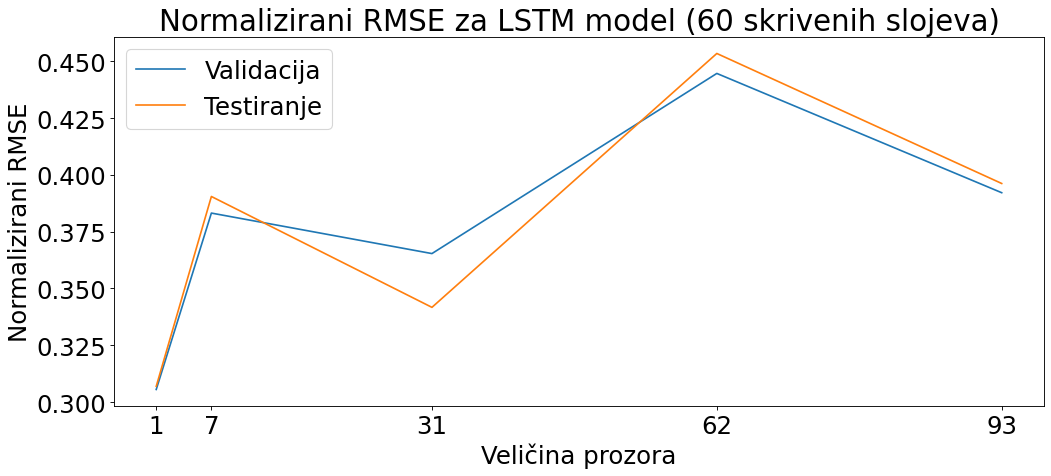 Normalizirani RMSE za LSTM model (60 skrivenih slojeva)
Validacija
Testiranje
Normalizirani RMSE
0.450
0.425
0.400
0.375
0.350
0.325
0.300
1 7 31 62 93
Veličina prozora